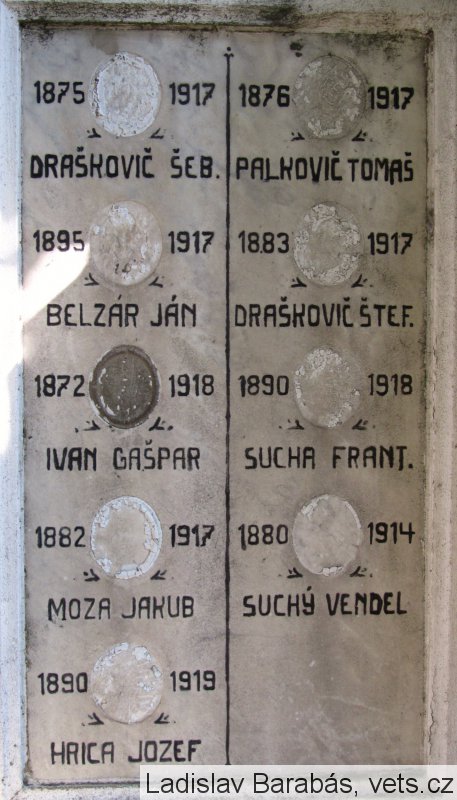 1875 1917
DRAŠKOVIČ ŠEB.
1895 1917
BELZÁR JÁN
1872 1918
IVAN GAŠPAR
1882 1917
MOZA JAKUB
1890 1919
HRICA JOZEF
1876 1917
PALKOVIČ TOMAŠ
1883 1917
DRAŠKOVIČ ŠTEF.
1890 1918
SUCHA FRANT.
1880 1914
SUCHÝ VENDEL
Ladislav Barabás, vets.cz